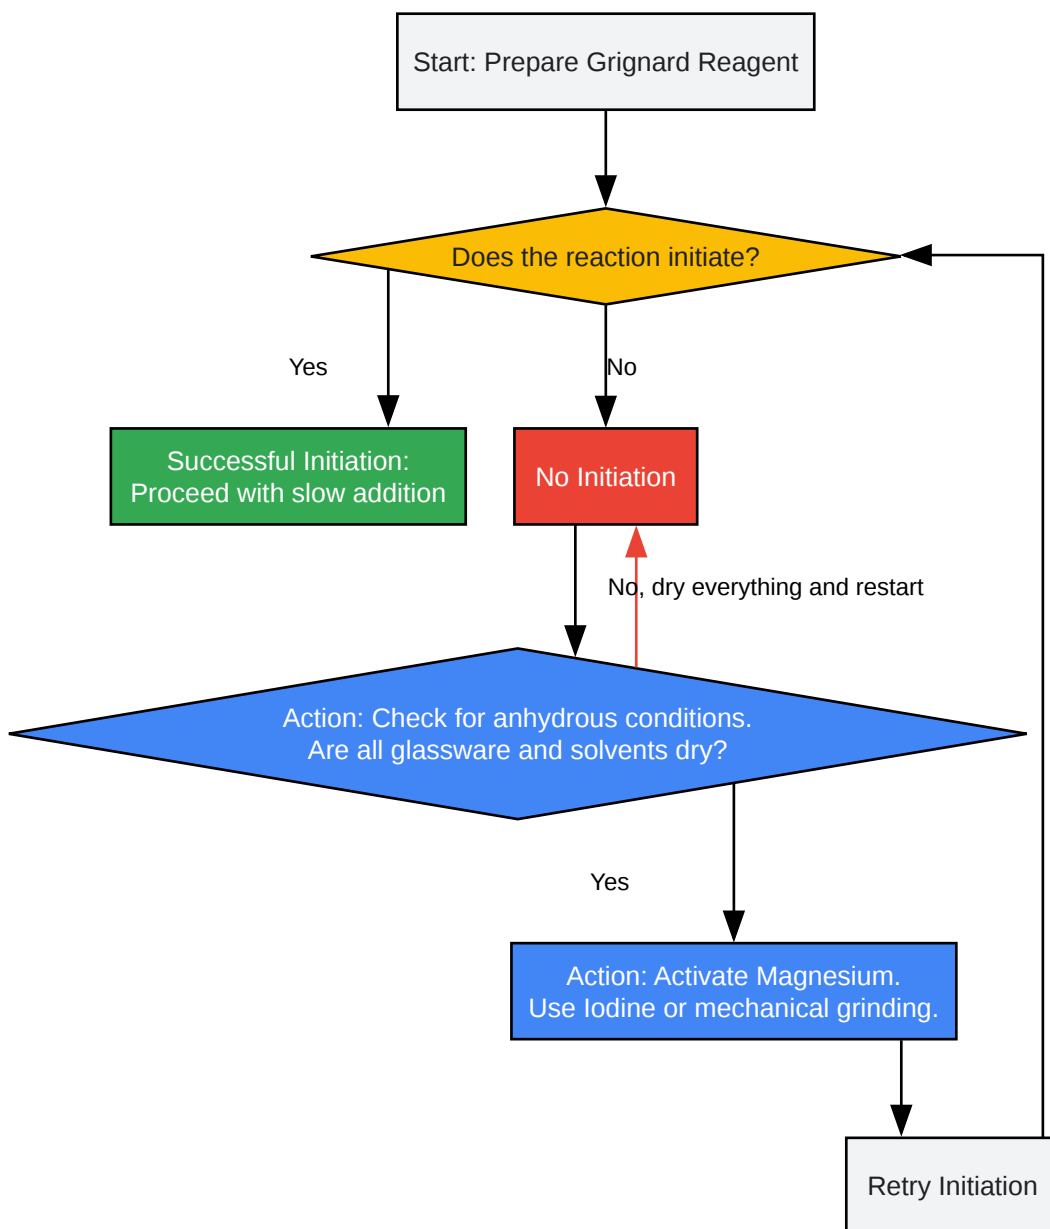 Start: Prepare Grignard Reagent
Does the reaction initiate?
Yes
No
Successful Initiation:
Proceed with slow addition
No Initiation
No, dry everything and restart
Action: Check for anhydrous conditions.
Are all glassware and solvents dry?
Yes
Action: Activate Magnesium.
Use Iodine or mechanical grinding.
Retry Initiation